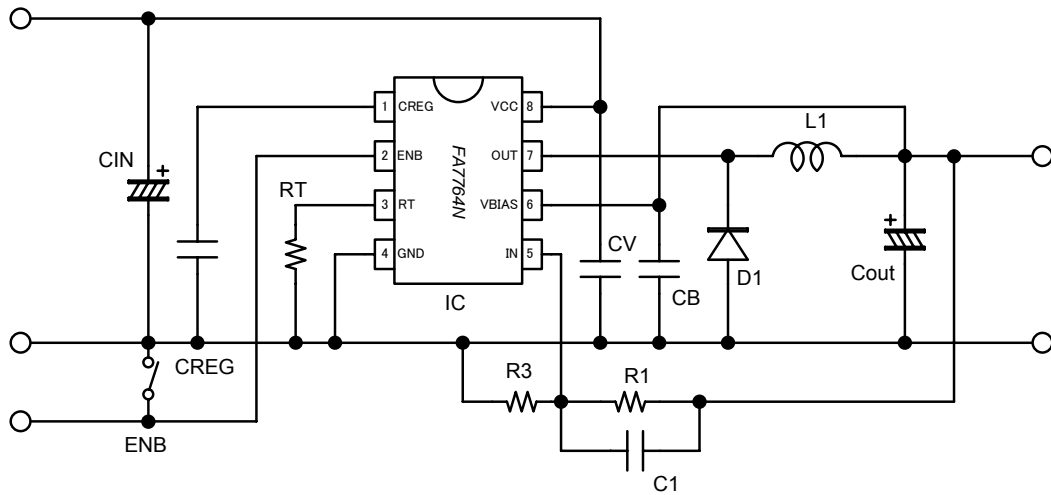 L1
1 CREG VCC 8
CIN +
2 ENB OUT 7
FA7764N
RT
3 RT VBIAS 6
+
4 GND IN 5
CV
D1
Cout
IC
CB
CREG
R3
R1
ENB
C1